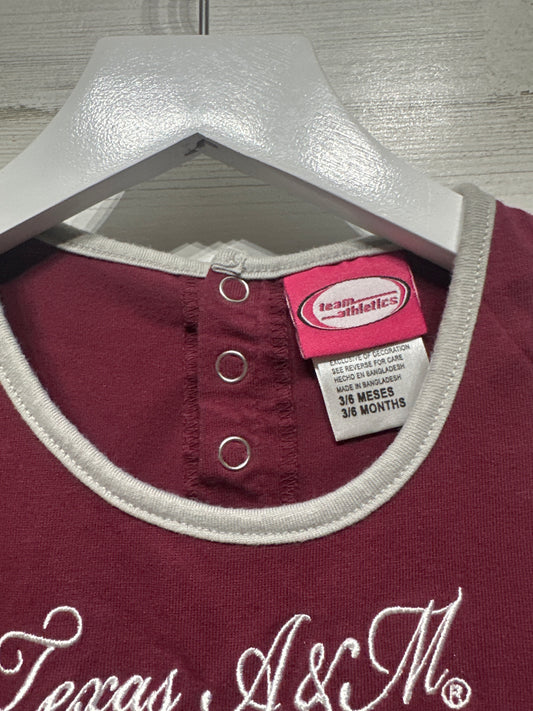 team
athletics
EXCLUSIVE OF DECORATION
SEE REVERSE FOR CARE
HECHO EN BANGLADESH
MADE IN BANGLADESH
3/6 MESES
3/6 MONTHS
Texas A&M®